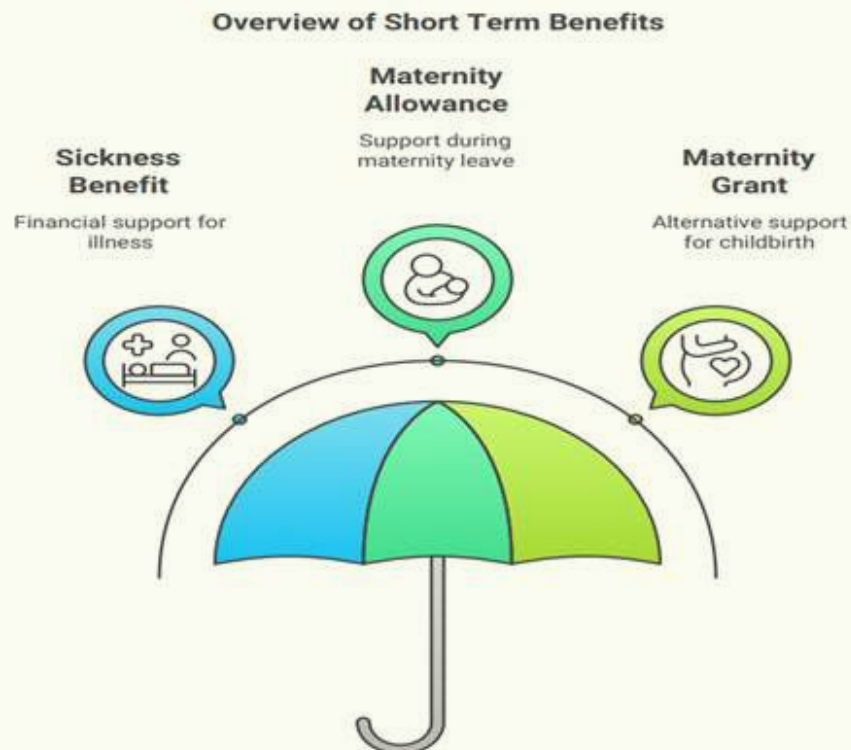 Overview of Short Term Benefits
Maternity
Allowance
Support during
maternity leave
Sickness
Benefit
Financial support for
illness
Maternity
Grant
Alternative support
for childbirth